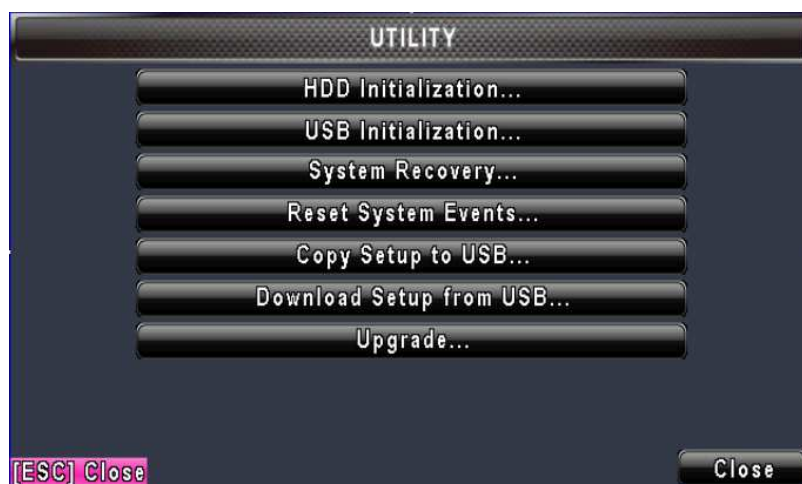 UTILITY
HDD Initialization...
USB Initialization...
System Recovery...
Reset System Events...
Copy Setup to USB...
Download Setup from USB...
Upgrade...
[ESC] Close
Close